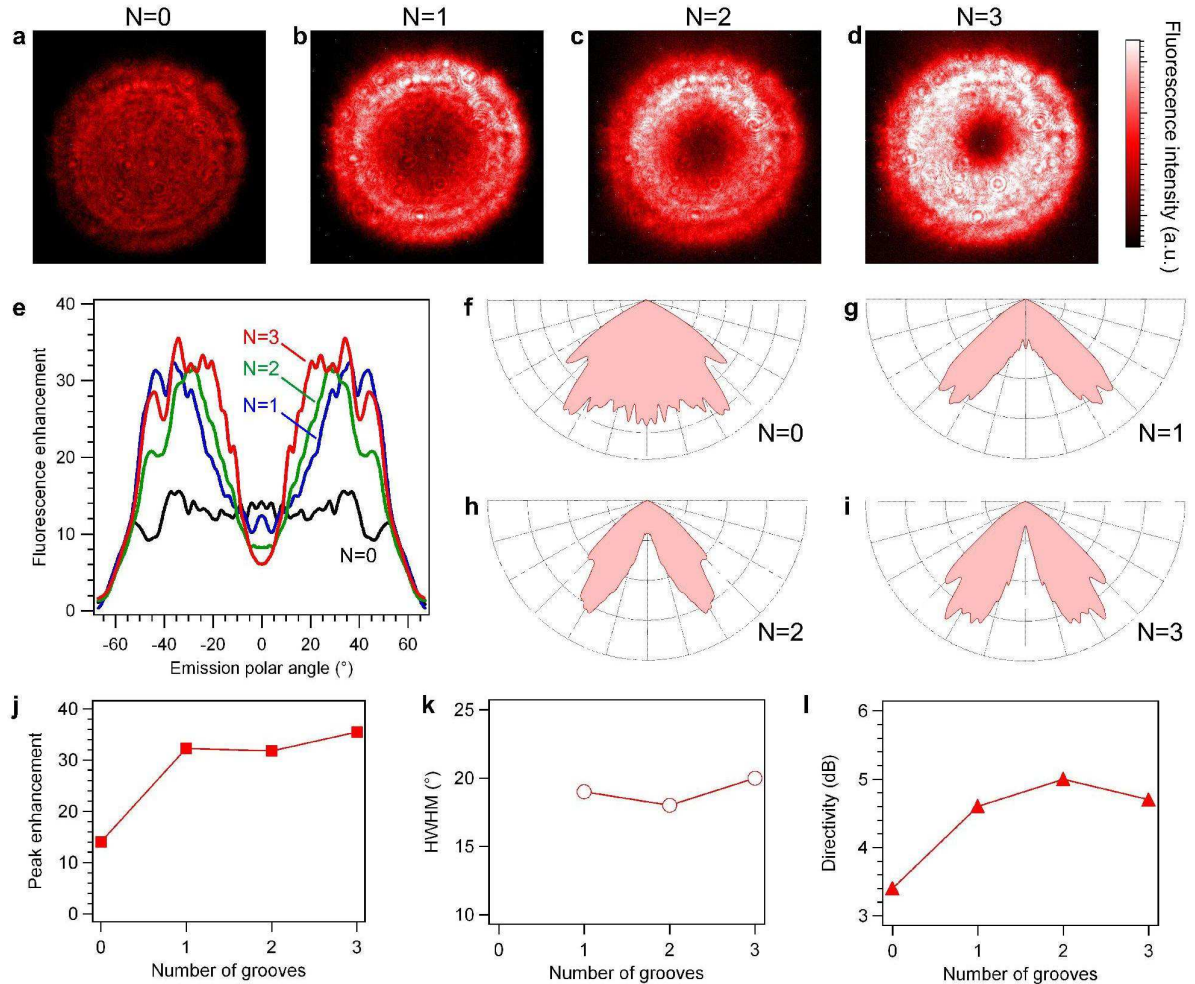 N=0
N=1
N=2
N=3
a
b
c
d
Fluorescence intensity (a.u.)
e
40
30
20
10
0
Fluorescence enhancement
N=3
N=2
N=1
N=0
-60
-40
-20
0
20
40
60
Emission polar angle (°)
f
N=0
g
N=1
h
N=2
i
N=3
j
40
30
20
10
0
Peak enhancement
0
1
2
3
Number of grooves
k
25
20
15
10
HWHM (°)
0
1
2
3
Number of grooves
l
6
5
4
3
Directivity (dB)
0
1
2
3
Number of grooves